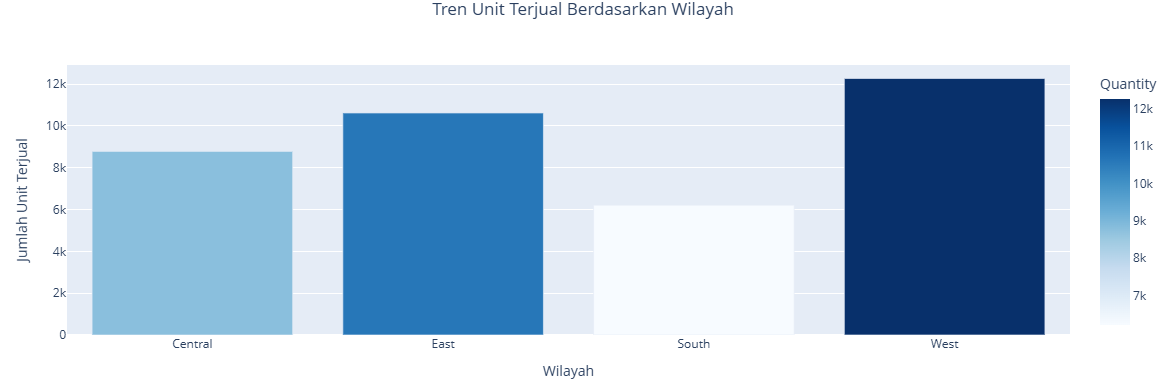 Tren Unit Terjual Berdasarkan Wilayah
Jumlah Unit Terjual
12k
10k
8k
6k
4k
2k
0
Central
East
South
West
Wilayah
Quantity
12k
11k
10k
9k
8k
7k